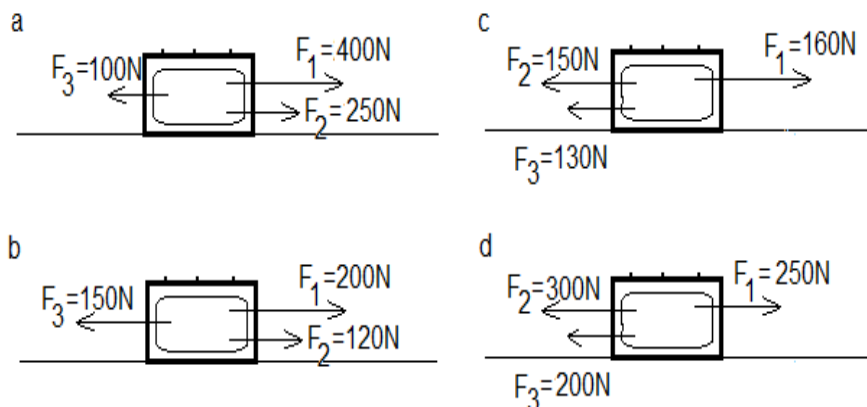 a
F3=100N
F1=400N
F2=250N
c
F2=150N
F1=160N
F3=130N
b
F3=150N
F1=200N
F2=120N
d
F2=300N
F1=250N
F3=200N